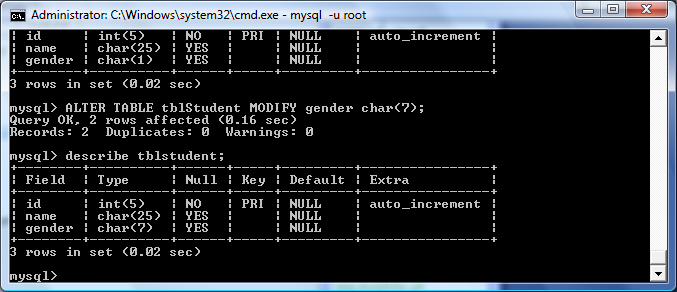 Administrator: C:\Windows\system32\cmd.exe - mysql  -u root
| id     | int(5)   | NO   | PRI | NULL    | auto_increment |
| name   | char(25) | YES  |     | NULL    |                |
| gender | char(1)  | YES  |     | NULL    |                |
+--------+----------+------+-----+---------+----------------+
3 rows in set (0.02 sec)
mysql> ALTER TABLE tblStudent MODIFY gender char(7);
Query OK, 2 rows affected (0.16 sec)
Records: 2  Duplicates: 0  Warnings: 0
mysql> describe tblstudent;
+--------+----------+------+-----+---------+----------------+
| Field  | Type     | Null | Key | Default | Extra          |
+--------+----------+------+-----+---------+----------------+
| id     | int(5)   | NO   | PRI | NULL    | auto_increment |
| name   | char(25) | YES  |     | NULL    |                |
| gender | char(7)  | YES  |     | NULL    |                |
+--------+----------+------+-----+---------+----------------+
3 rows in set (0.02 sec)
mysql>